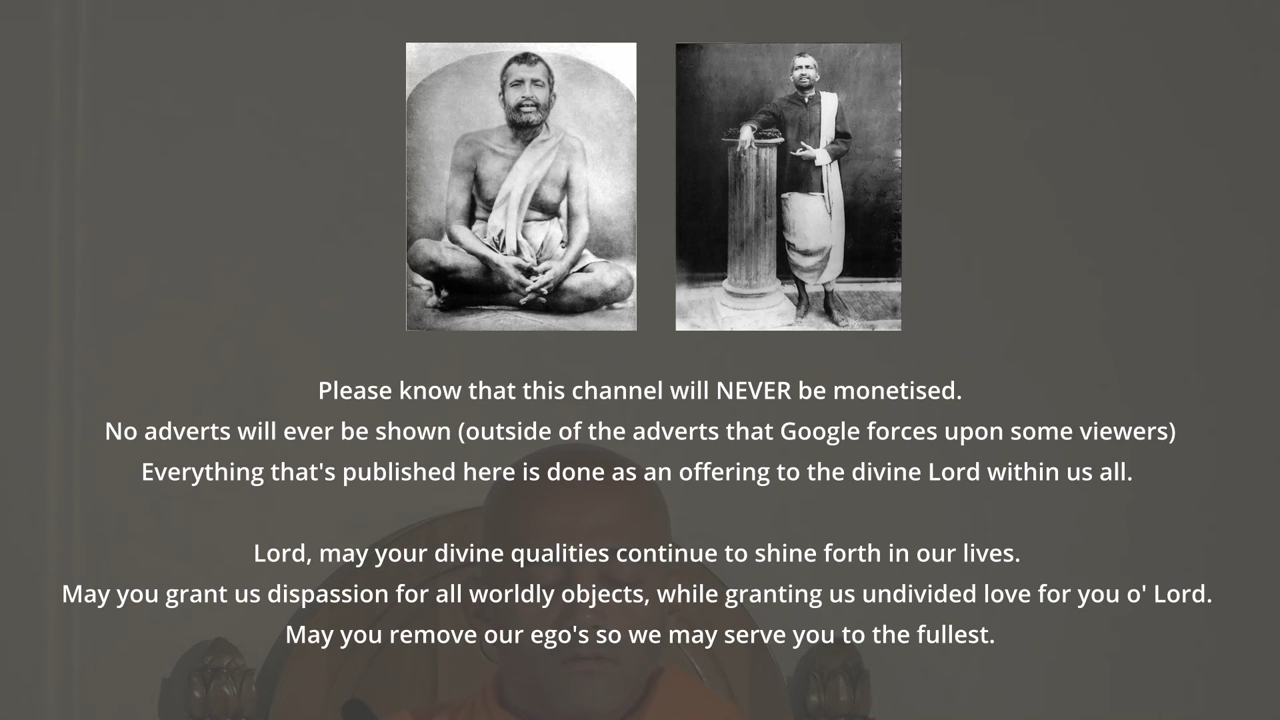 Please know that this channel will NEVER be monetised.
No adverts will ever be shown (outside of the adverts that Google forces upon some viewers)
Everything that's published here is done as an offering to the divine Lord within us all.
Lord, may your divine qualities continue to shine forth in our lives.
May you grant us dispassion for all worldly objects, while granting us undivided love for you o' Lord.
May you remove our ego's so we may serve you to the fullest.